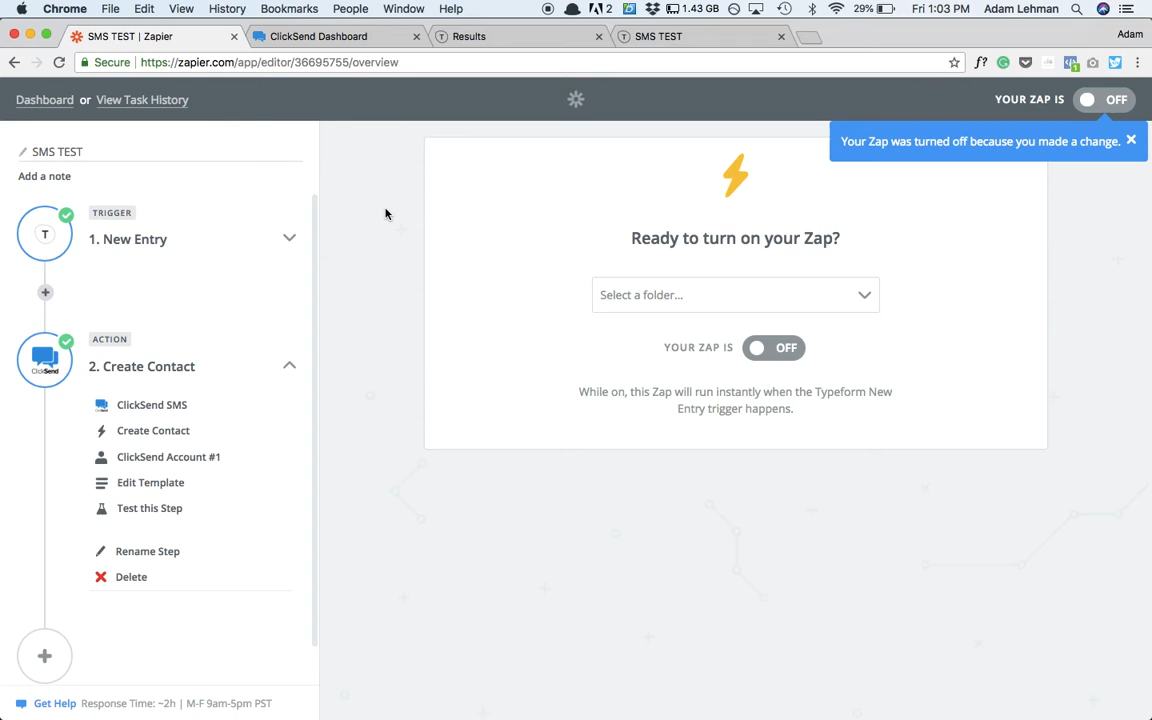 Chrome File Edit View History Bookmarks People Window Help 2 1.43 GB 29% Fri 1:03 PM Adam Lehman
SMS TEST | Zapier ClickSend Dashboard Results SMS TEST Adam
Secure https://zapier.com/app/editor/36695755/overview f?
Dashboard or View Task History YOUR ZAP IS OFF
Your Zap was turned off because you made a change.
SMS TEST
Add a note
TRIGGER
T
1. New Entry
ACTION
ClickSend
2. Create Contact
ClickSend SMS
Create Contact
ClickSend Account #1
Edit Template
Test this Step
Rename Step
Delete
Get Help Response Time: ~2h | M-F 9am-5pm PST
Ready to turn on your Zap?
Select a folder...
YOUR ZAP IS OFF
While on, this Zap will run instantly when the Typeform New
Entry trigger happens.